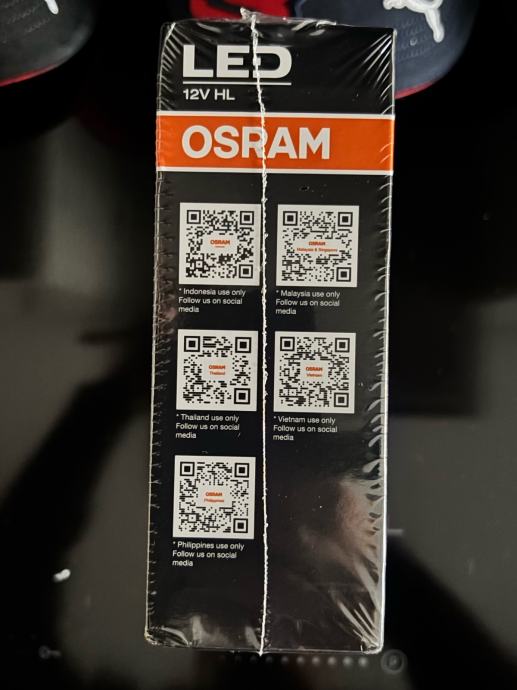 LED
12V HL
OSRAM
OSRAM
OSRAM
Malaysia & Singapore
* Indonesia use only
Follow us on social
media
* Malaysia use only
Follow us on social
media
OSRAM
Thailand
OSRAM
Vietnam
* Thailand use only
Follow us on social
media
* Vietnam use only
Follow us on social
media
OSRAM
Philippines
* Philippines use only
Follow us on social
media